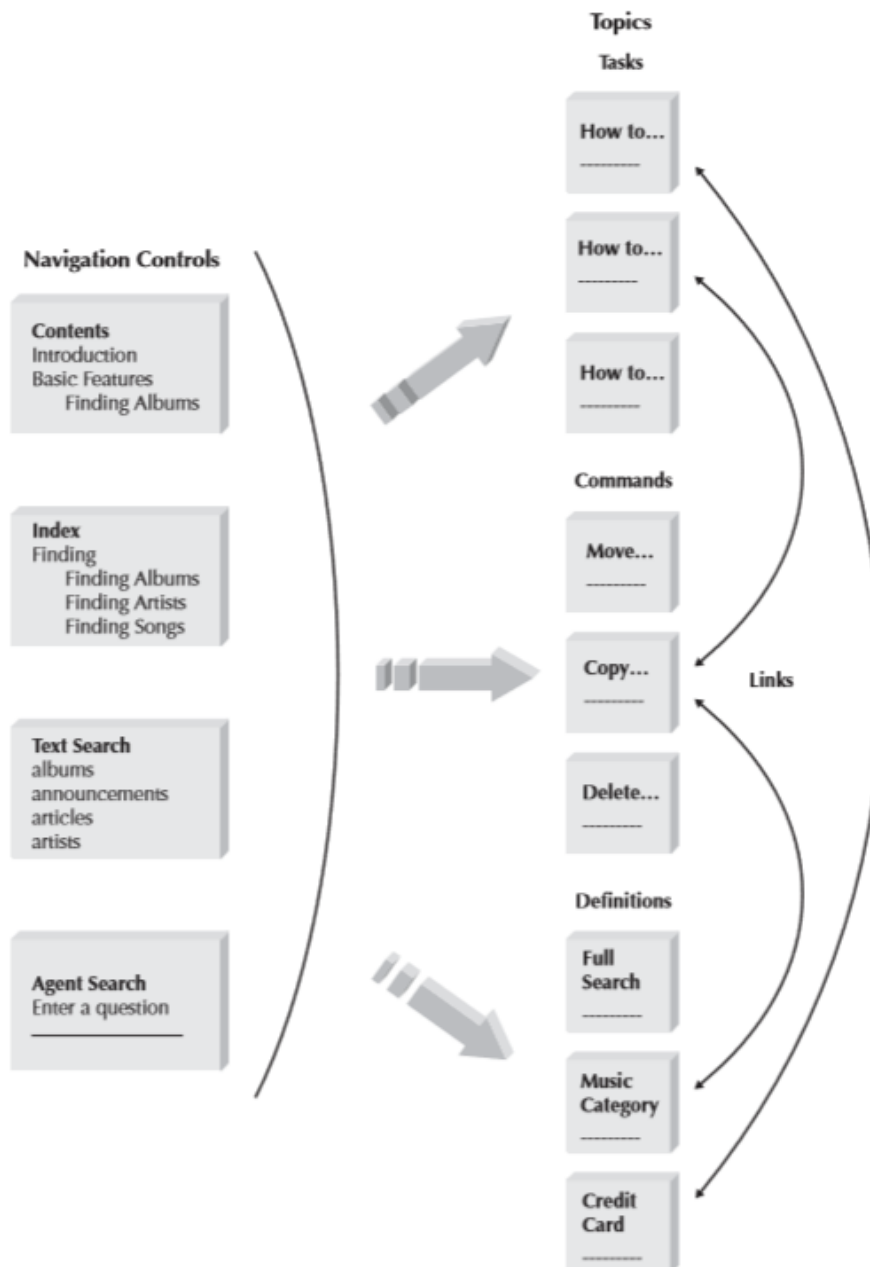 Topics
Tasks
How to...
---------
How to...
---------
How to...
---------
Navigation Controls
Contents
Introduction
Basic Features
Finding Albums
Index
Finding
Finding Albums
Finding Artists
Finding Songs
Text Search
albums
announcements
articles
artists
Agent Search
Enter a question
Commands
Move...
---------
Copy...
---------
Delete...
---------
Definitions
Full
Search
---------
Music
Category
---------
Credit
Card
---------
Links